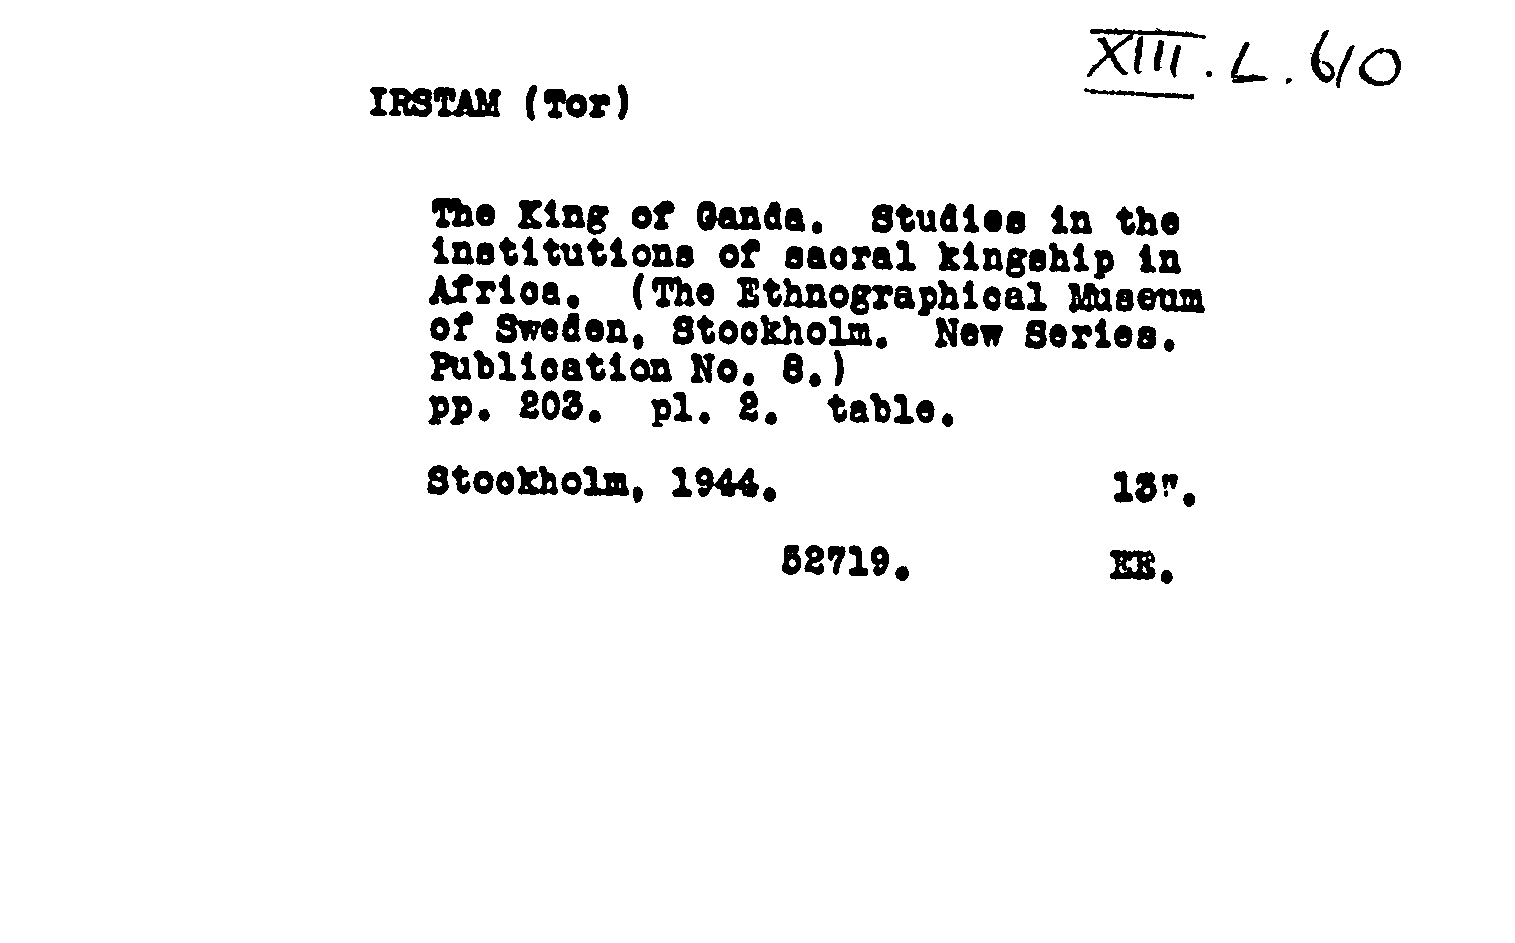 XIII. L. 610
IRSTAM (Tor)
The King of Ganda. Studies in the
institutions of sacral kingship in
Africa. (The Ethnographical Museum
of Sweden, Stockholm. New Series.
Publication No. 8.)
pp. 203. pl. 2. table.
Stockholm, 1944. 13".
52719. EE.